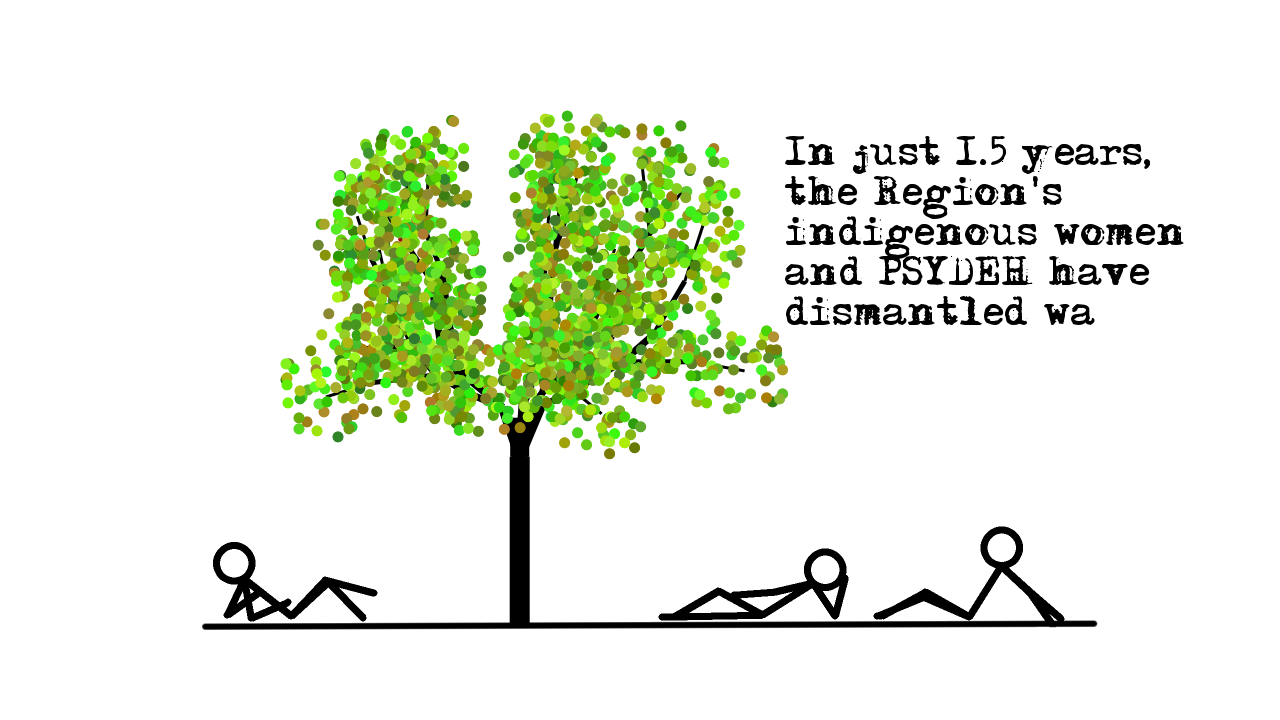 In just 1.5 years,
the Region's
indigenous women
and PSYDEH have
dismantled wa